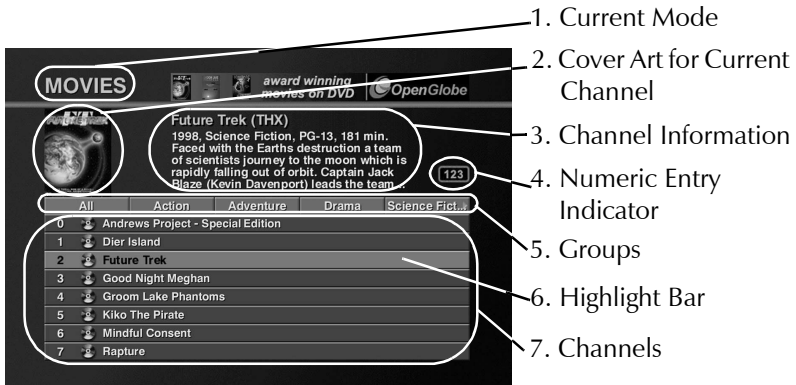 1. Current Mode
2. Cover Art for Current
Channel
3. Channel Information
4. Numeric Entry
Indicator
5. Groups
6. Highlight Bar
7. Channels
MOVIES
award winning
movies on DVD
OpenGlobe
Future Trek (THX)
1998, Science Fiction, PG-13, 181 min.
Faced with the Earths destruction a team
of scientists journey to the moon which is
rapidly falling out of orbit. Captain Jack
Blaze (Kevin Davenport) leads the team...
123
All Action Adventure Drama Science Fict...
0 Andrews Project - Special Edition
1 Dier Island
2 Future Trek
3 Good Night Meghan
4 Groom Lake Phantoms
5 Kiko The Pirate
6 Mindful Consent
7 Rapture